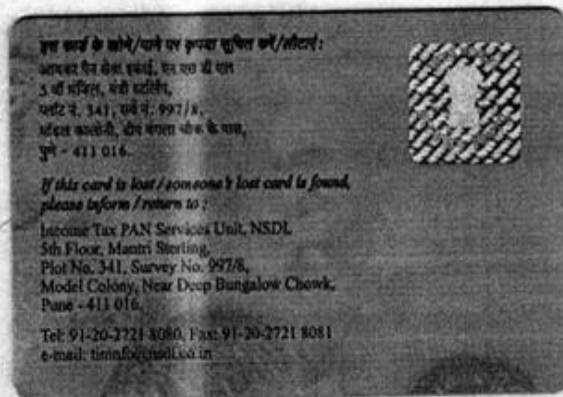 इस कार्ड के खोने/पाने पर कृपया सूचित करें/लौटाएं :
आयकर पैन सेवा इकाई, एन एस डी एल
5 वीं मंजिल, मंत्री स्टर्लिंग,
प्लॉट नं. 341, सर्वे नं. 997/8,
मॉडल कालोनी, दीप बंगला चौक के पास,
पुणे - 411 016.
If this card is lost / someone's lost card is found,
please inform / return to :
Income Tax PAN Services Unit, NSDL
5th Floor, Mantri Sterling,
Plot No. 341, Survey No. 997/8,
Model Colony, Near Deep Bungalow Chowk,
Pune - 411 016.
Tel: 91-20-2721 8080, Fax: 91-20-2721 8081
e-mail: tininfo@nsdl.co.in